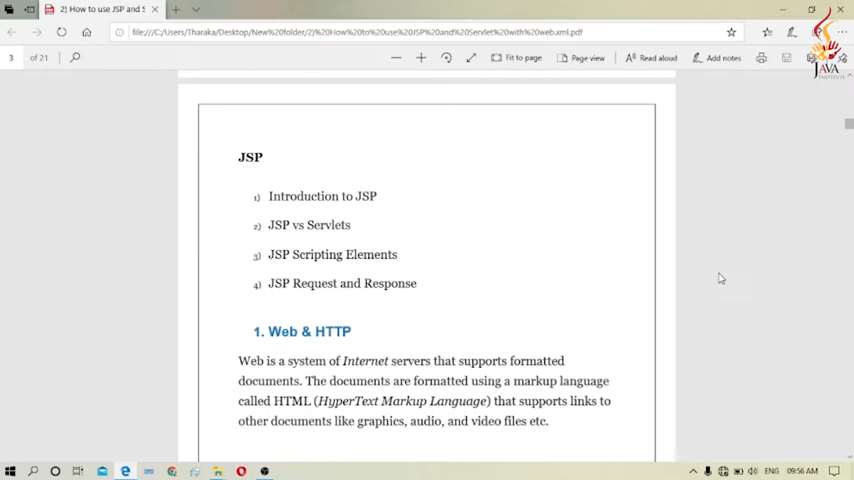 2) How to use JSP and S
file:///C:/Users/Tharaka/Desktop/New%20folder/2)%20How%20to%20use%20JSP%20and%20Servlet%20with%20web.xml.pdf
3 of 21
Fit to page
Page view
Read aloud
Add notes
JAVA
INSTITUTE
JSP
1) Introduction to JSP
2) JSP vs Servlets
3) JSP Scripting Elements
4) JSP Request and Response
1. Web & HTTP
Web is a system of Internet servers that supports formatted
documents. The documents are formatted using a markup language
called HTML (HyperText Markup Language) that supports links to
other documents like graphics, audio, and video files etc.
ENG 09:56 AM